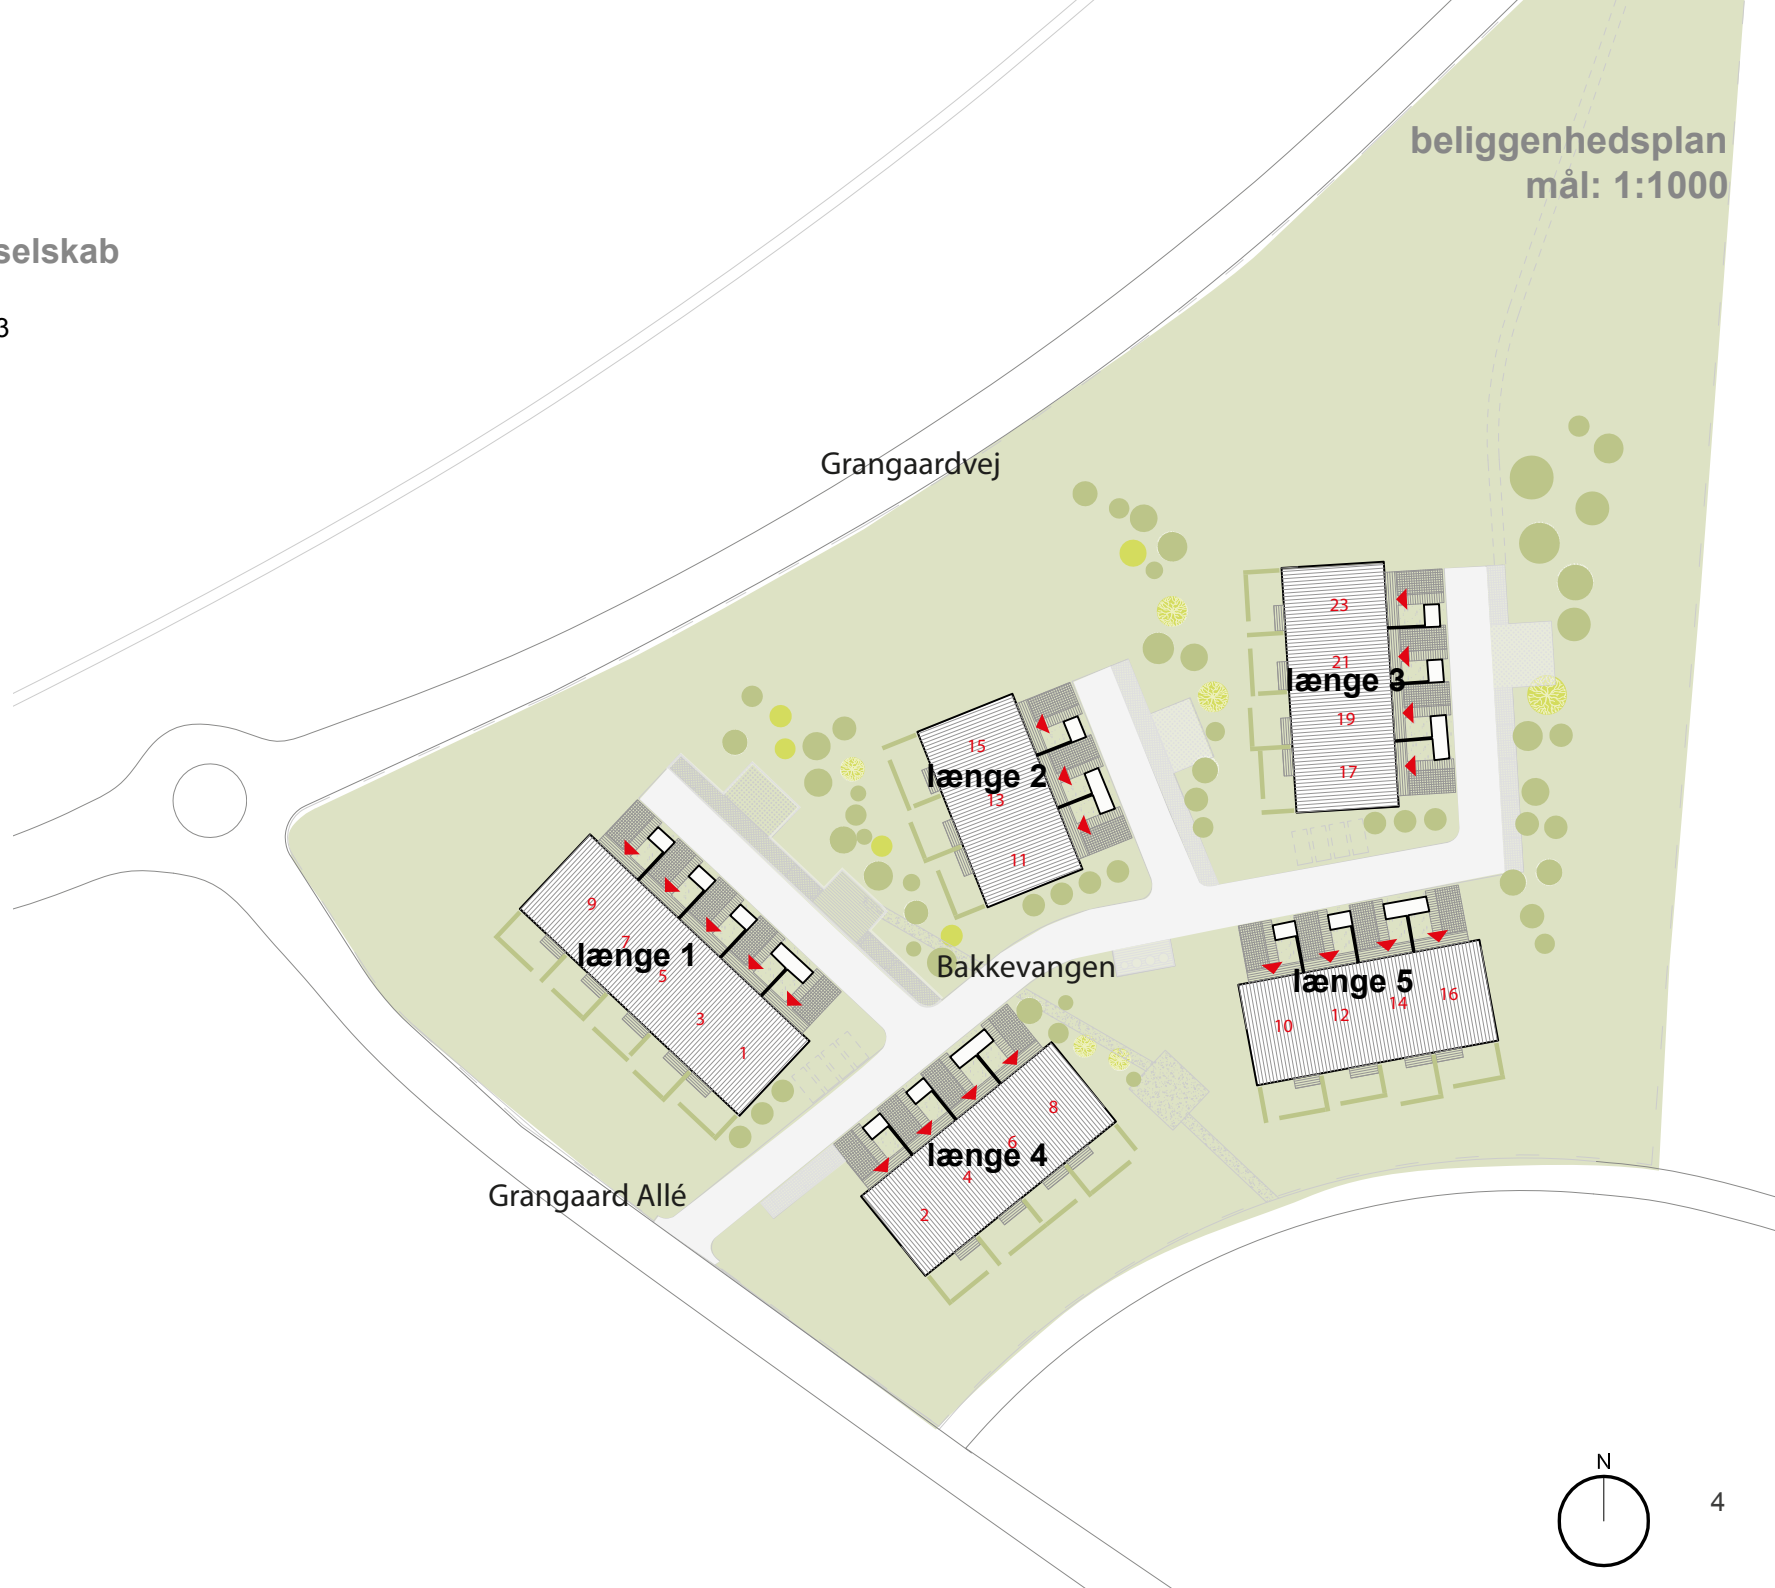 beliggenhedsplan
mål: 1:1000
selskab
3
Grangaardvej
23
21
længe 3
19
17
15
længe 2
13
11
9
7
længe 1
5
3
1
Bakkevangen
længe 5
10
12
14
16
8
6
længe 4
4
2
Grangaard Allé
N
4